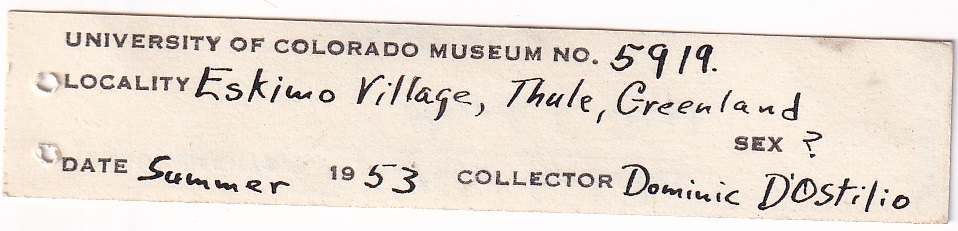 UNIVERSITY OF COLORADO MUSEUM NO. 5919.
LOCALITY Eskimo Village, Thule, Greenland
SEX ?
DATE Summer 1953 COLLECTOR Dominic D'Ostilio